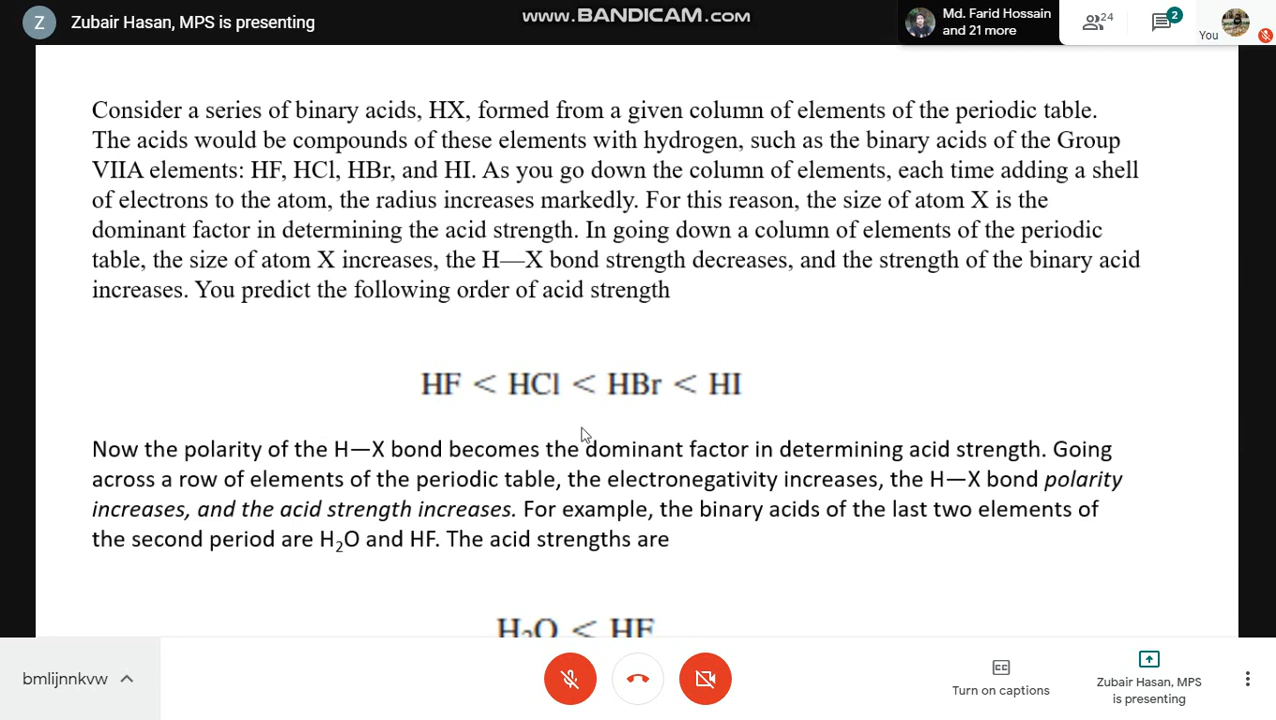 Z Zubair Hasan, MPS is presenting
www.BANDICAM.com
Md. Farid Hossain
and 21 more
24
2
You
Consider a series of binary acids, HX, formed from a given column of elements of the periodic table.
The acids would be compounds of these elements with hydrogen, such as the binary acids of the Group
VIIA elements: HF, HCl, HBr, and HI. As you go down the column of elements, each time adding a shell
of electrons to the atom, the radius increases markedly. For this reason, the size of atom X is the
dominant factor in determining the acid strength. In going down a column of elements of the periodic
table, the size of atom X increases, the H—X bond strength decreases, and the strength of the binary acid
increases. You predict the following order of acid strength
HF < HCl < HBr < HI
Now the polarity of the H—X bond becomes the dominant factor in determining acid strength. Going
across a row of elements of the periodic table, the electronegativity increases, the H—X bond polarity
increases, and the acid strength increases. For example, the binary acids of the last two elements of
the second period are H₂O and HF. The acid strengths are
H₂O < HF
bmlijnnkvw
CC
Turn on captions
Zubair Hasan, MPS
is presenting